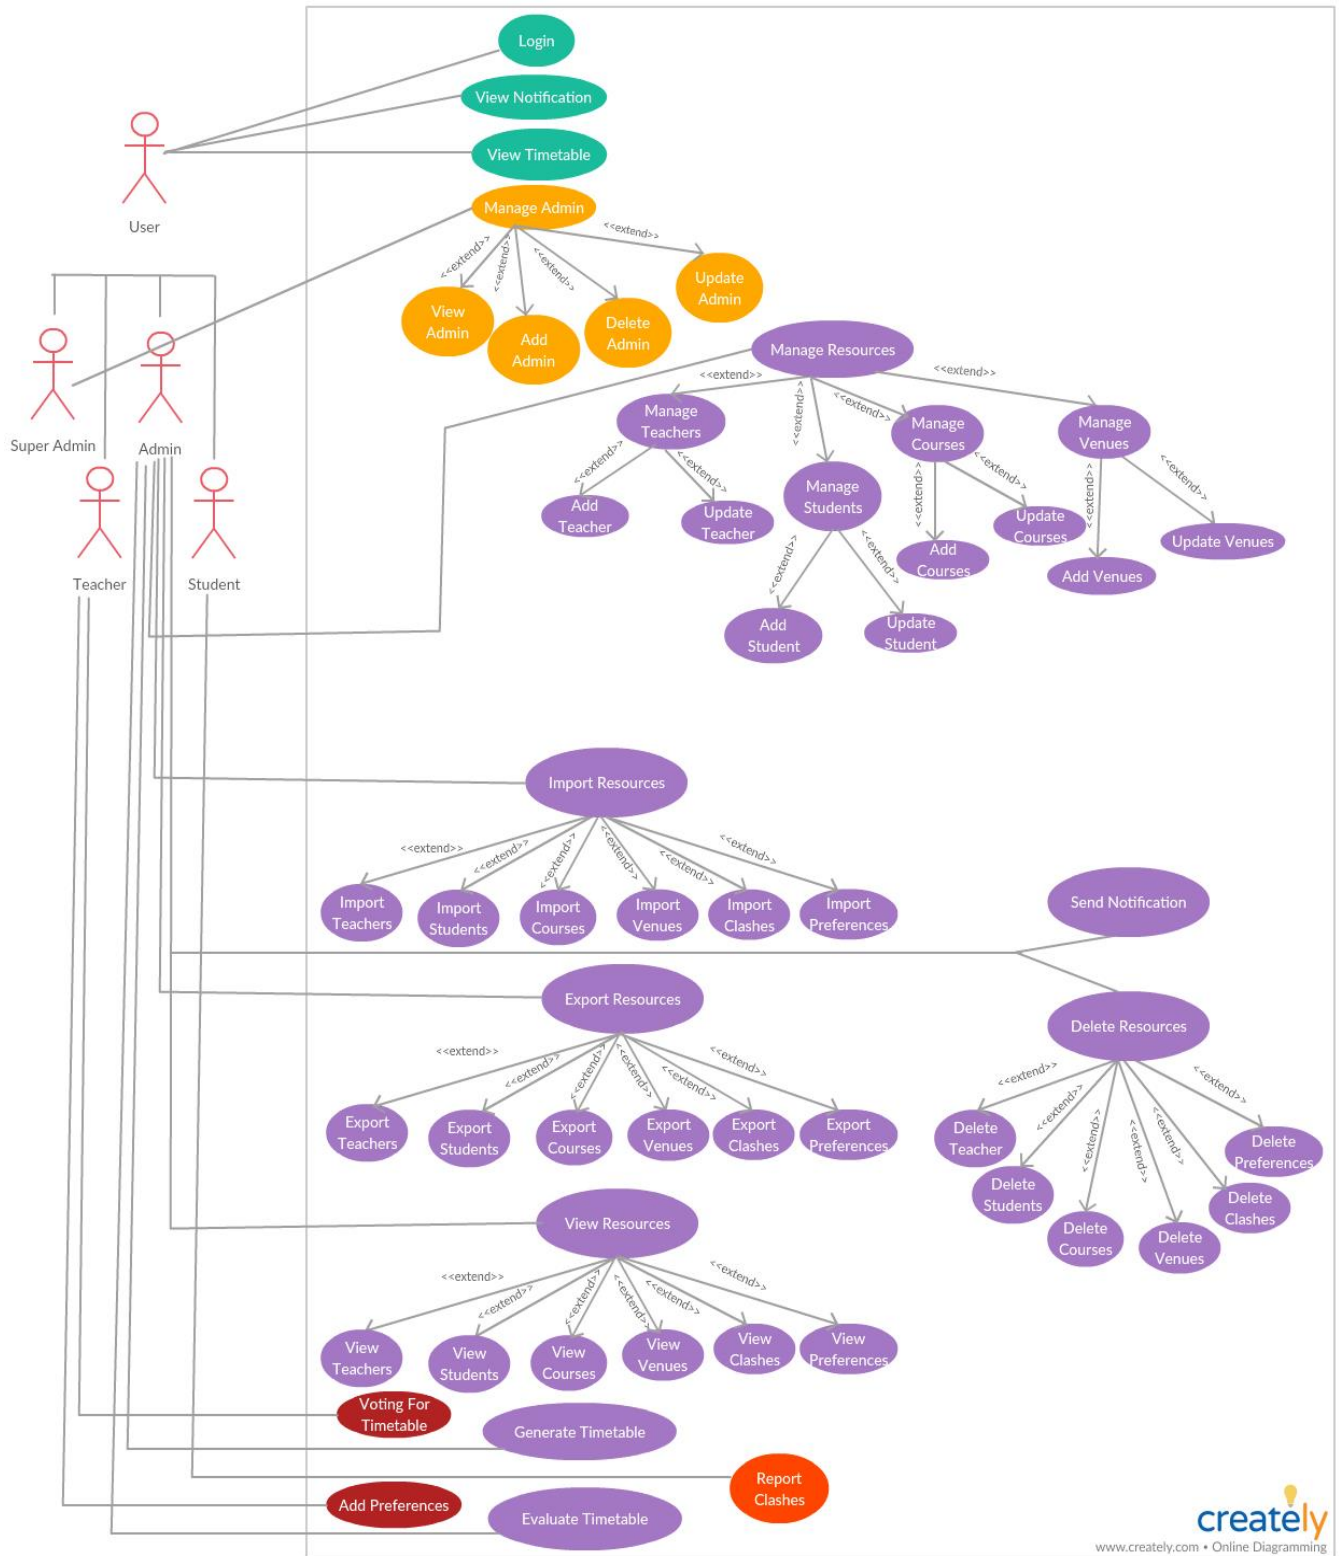 Login
View Notification
View Timetable
User
Manage Admin
<<extend>>
<<extend>>
<<extend>>
<<extend>>
View
Admin
Add
Admin
Delete
Admin
Update
Admin
Super Admin
Admin
Teacher
Student
Manage Resources
<<extend>>
<<extend>>
<<extend>>
<<extend>>
Manage
Teachers
Manage
Students
Manage
Courses
Manage
Venues
<<extend>>
<<extend>>
<<extend>>
<<extend>>
<<extend>>
<<extend>>
<<extend>>
<<extend>>
Add
Teacher
Update
Teacher
Add
Student
Update
Student
Add
Courses
Update
Courses
Add Venues
Update Venues
Import Resources
<<extend>>
<<extend>>
<<extend>>
<<extend>>
<<extend>>
<<extend>>
Import
Teachers
Import
Students
Import
Courses
Import
Venues
Import
Clashes
Import
Preferences
Send Notification
Export Resources
<<extend>>
<<extend>>
<<extend>>
<<extend>>
<<extend>>
<<extend>>
Export
Teachers
Export
Students
Export
Courses
Export
Venues
Export
Clashes
Export
Preferences
Delete Resources
<<extend>>
<<extend>>
<<extend>>
<<extend>>
<<extend>>
<<extend>>
Delete
Teacher
Delete
Students
Delete
Courses
Delete
Venues
Delete
Clashes
Delete
Preferences
View Resources
<<extend>>
<<extend>>
<<extend>>
<<extend>>
<<extend>>
<<extend>>
View
Teachers
View
Students
View
Courses
View
Venues
View
Clashes
View
Preferences
Voting For
Timetable
Generate Timetable
Report
Clashes
Add Preferences
Evaluate Timetable
creately
www.creately.com • Online Diagramming